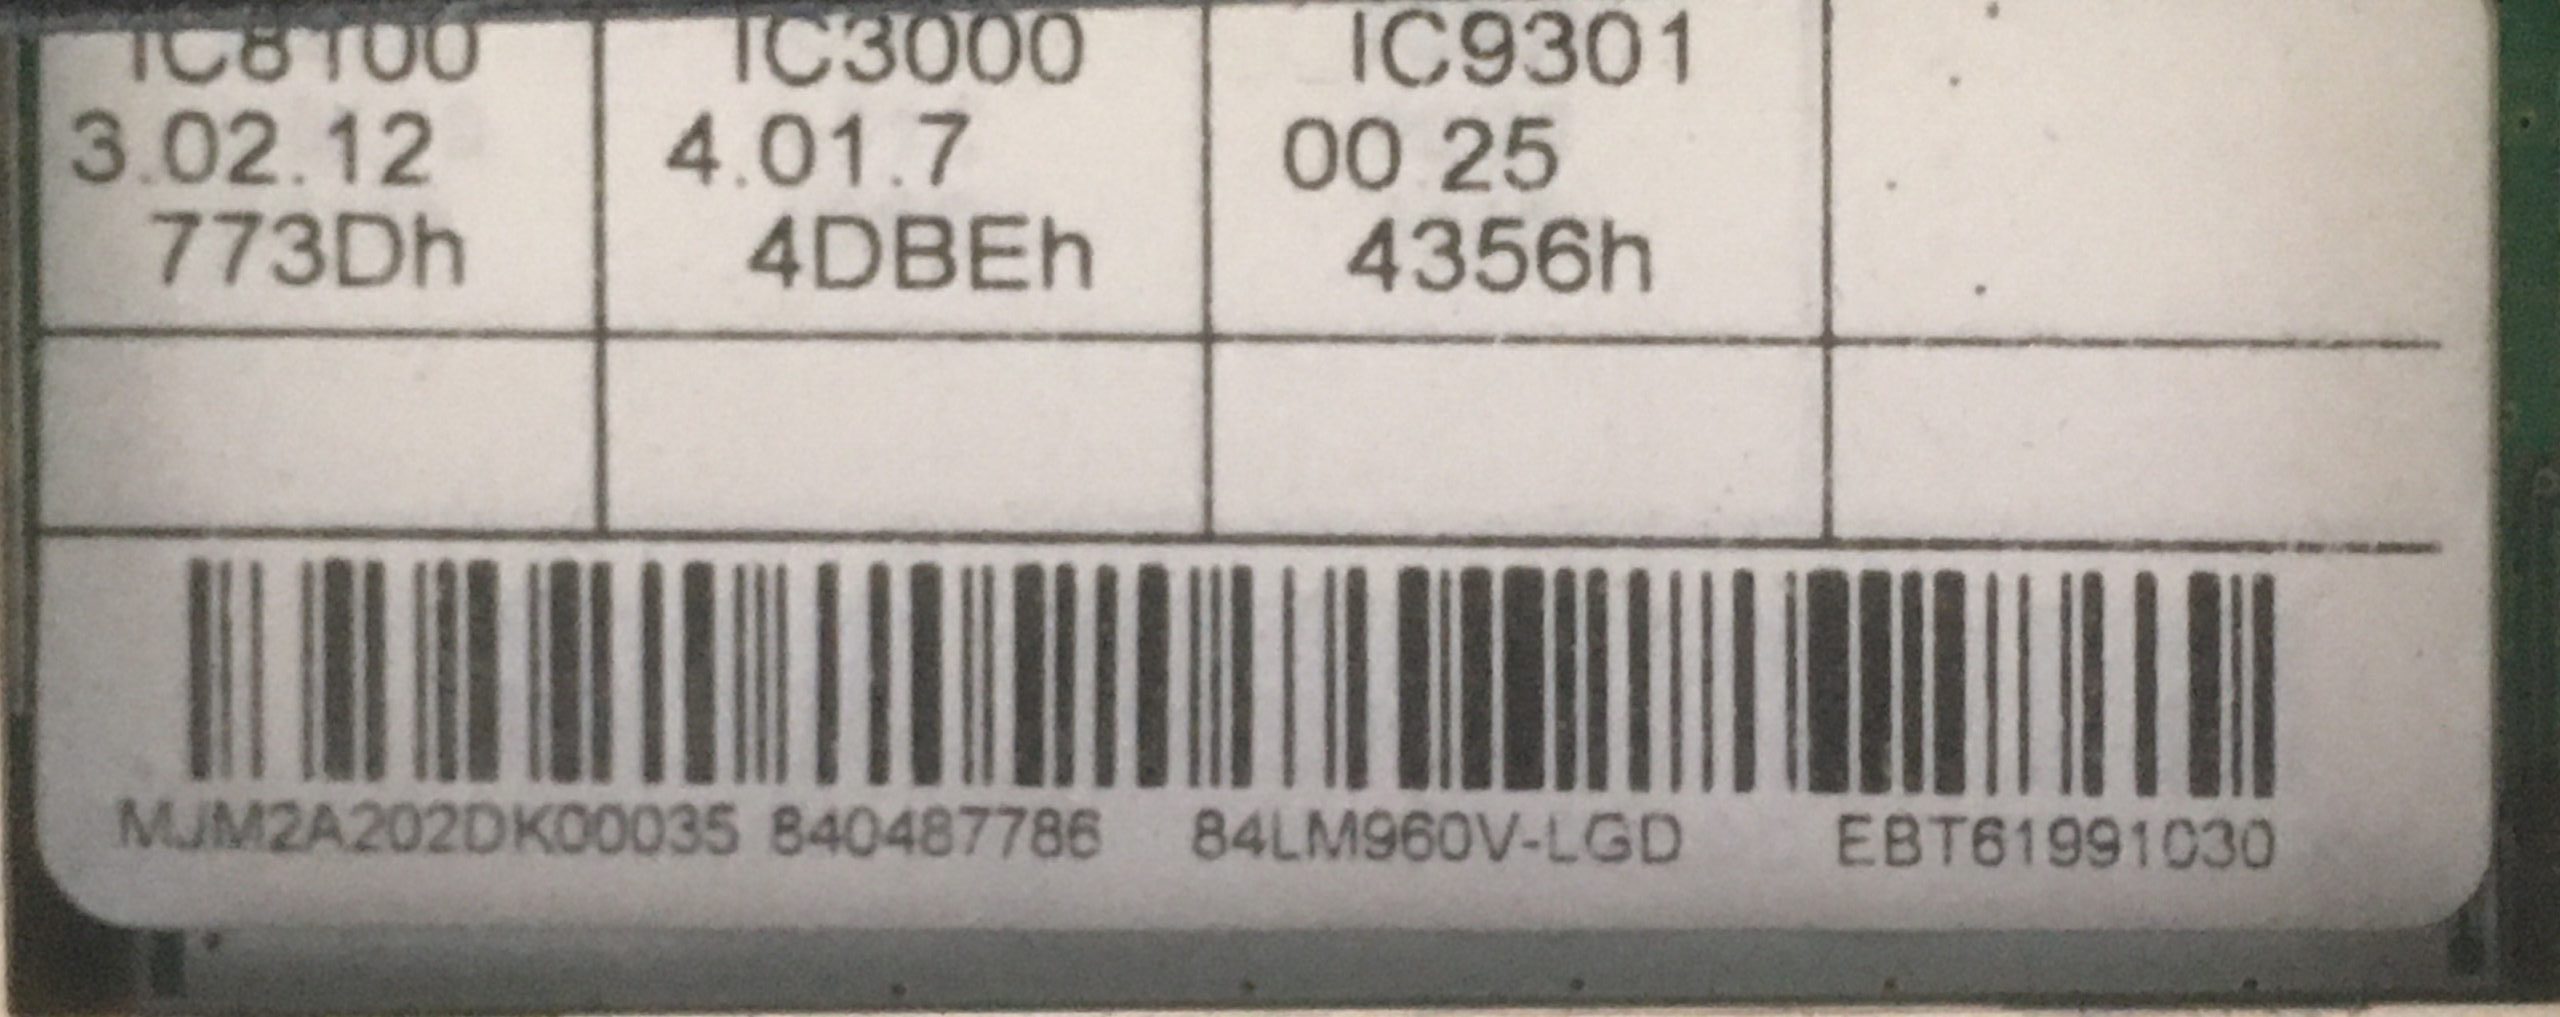 IC8100 IC3000 IC9301
3.02.12 4.01.7 00 25
773Dh 4DBEh 4356h
MJM2A202DK00035 840487786 84LM960V-LGD EBT61991030